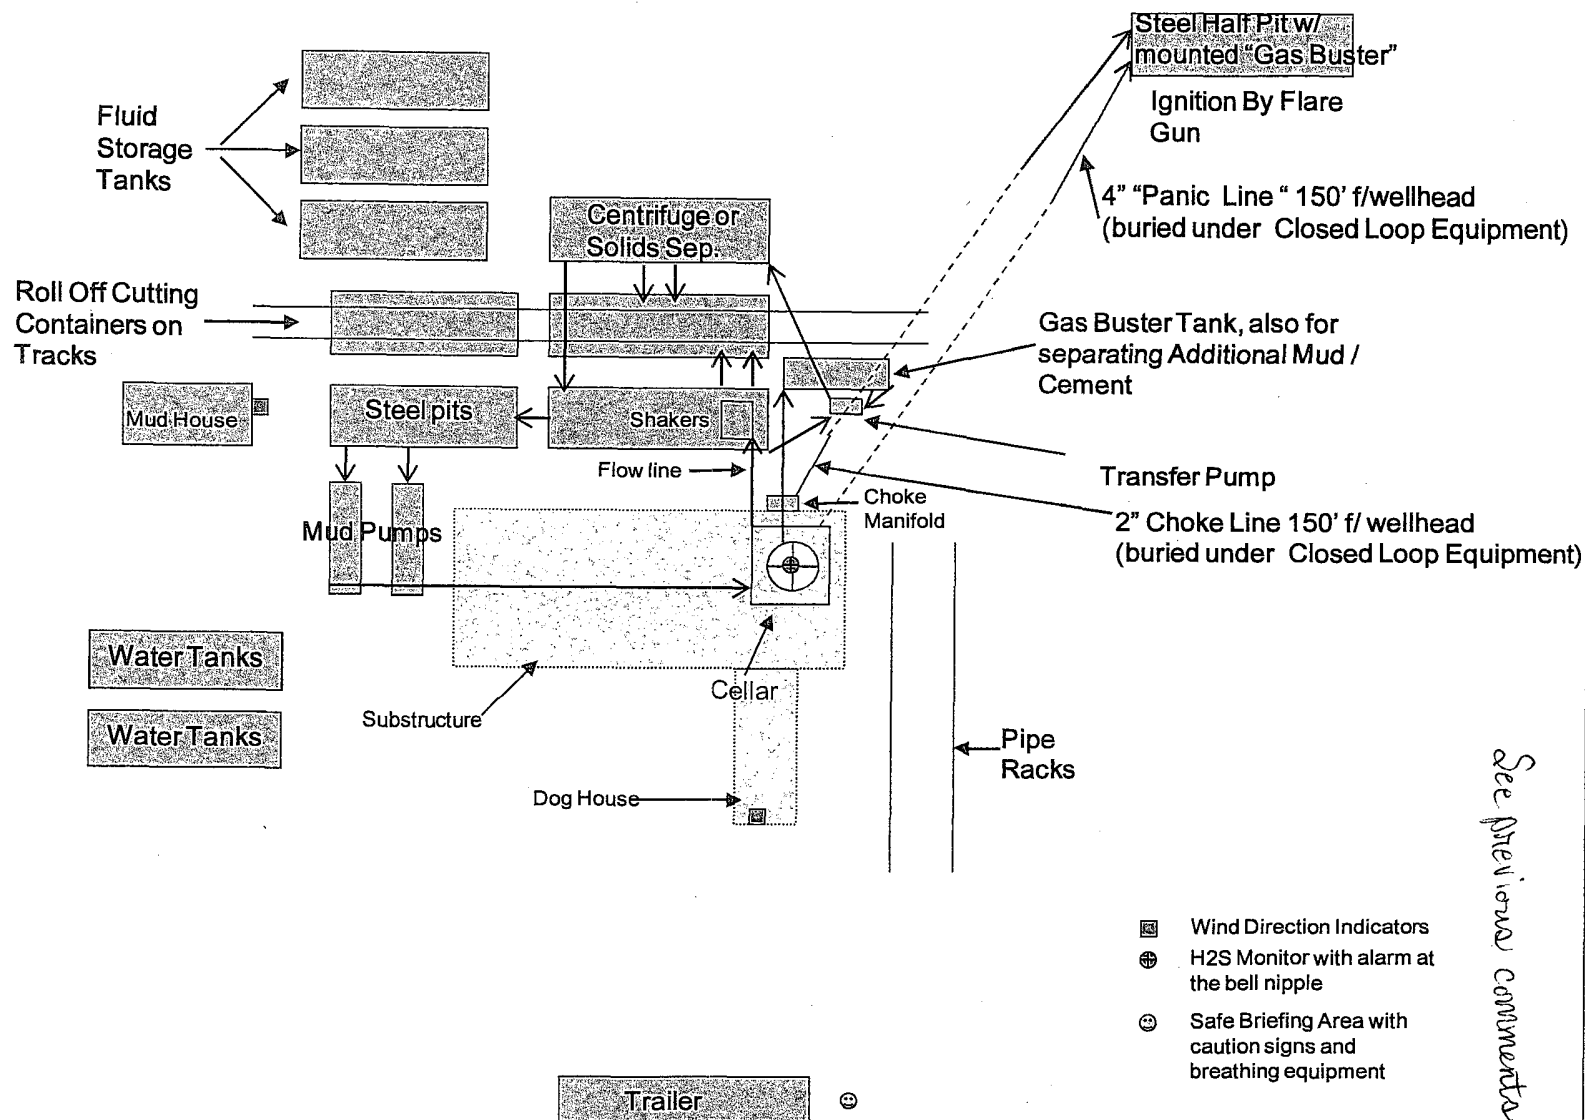 Steel Half Pit w/
mounted "Gas Buster"
Ignition By Flare
Gun
Fluid
Storage
Tanks
4" "Panic Line " 150' f/wellhead
(buried under Closed Loop Equipment)
Centrifuge or
Solids Sep.
Roll Off Cutting
Containers on
Tracks
Gas Buster Tank, also for
separating Additional Mud /
Cement
Mud House
Steel pits
Shakers
Flow line
Transfer Pump
Choke
Manifold
2" Choke Line 150' f/ wellhead
(buried under Closed Loop Equipment)
Mud Pumps
Water Tanks
Water Tanks
Substructure
Cellar
Pipe
Racks
Dog House
See previous comments
Wind Direction Indicators
H2S Monitor with alarm at
the bell nipple
Safe Briefing Area with
caution signs and
breathing equipment
Trailer